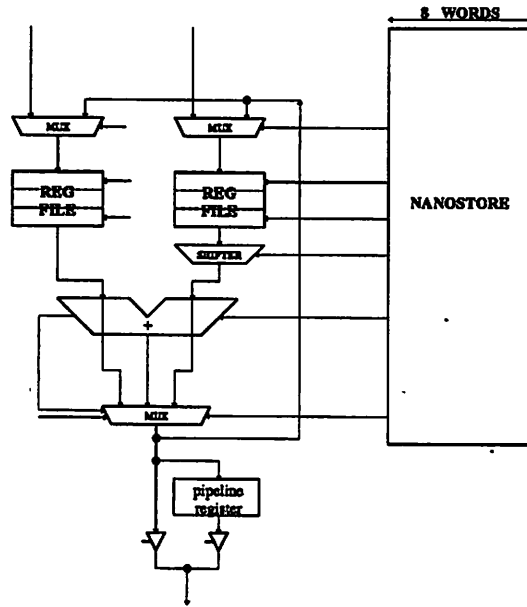 8 WORDS
MUX
MUX
REG
FILE
REG
FILE
NANOSTORE
SHIFTER
+
MUX
pipeline
register